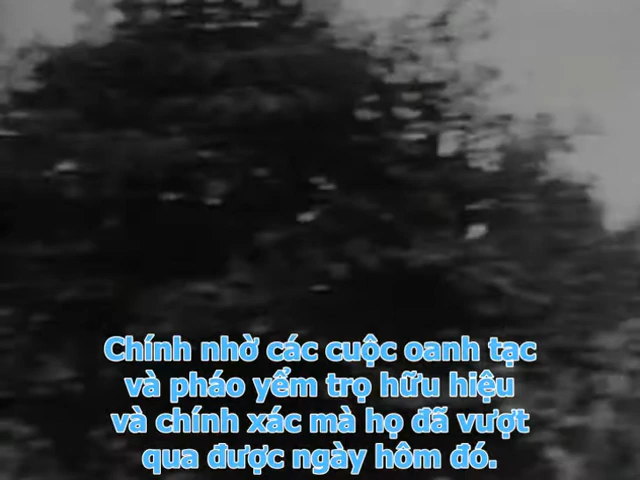 Chính nhờ các cuộc oanh tạc
và pháo yểm trọ hữu hiệu
và chính xác mà họ đã vượt
qua được ngày hôm đó.